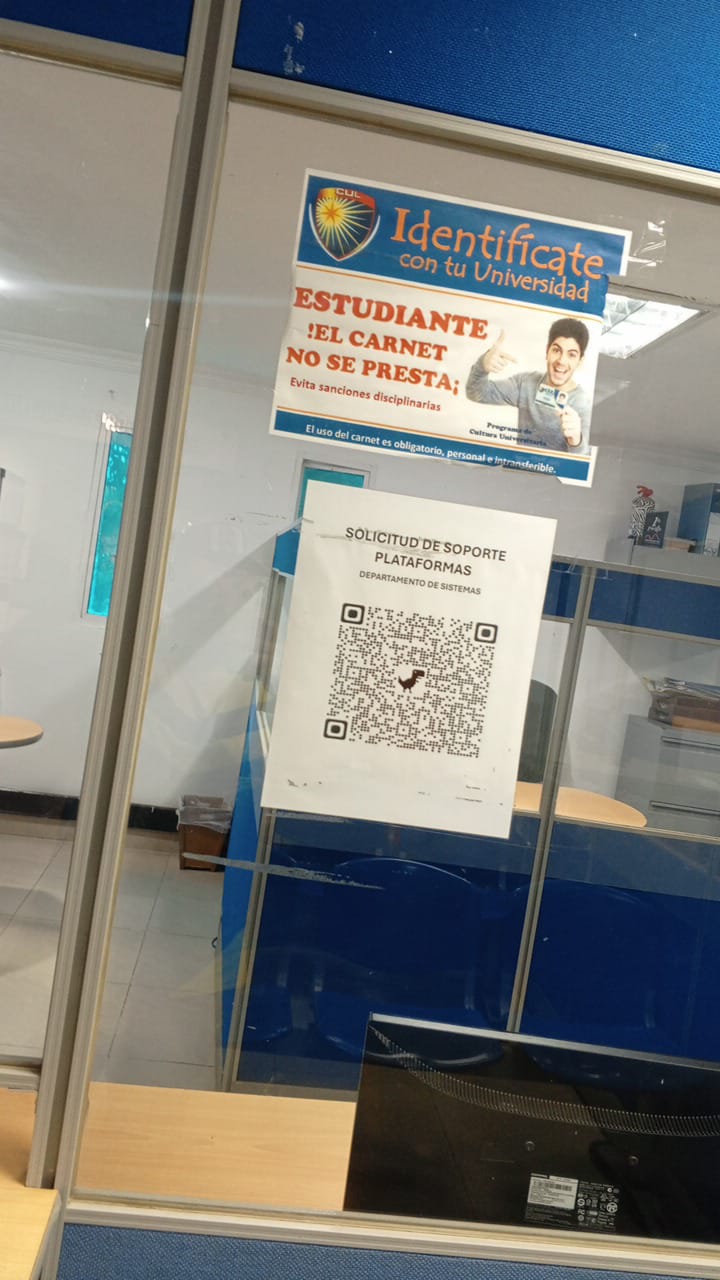 CUL
Identifícate
con tu Universidad
ESTUDIANTE
!EL CARNET
NO SE PRESTA¡
Evita sanciones disciplinarias
Programa de
Cultura Universitaria
El uso del carnet es obligatorio, personal e intransferible.
SOLICITUD DE SOPORTE
PLATAFORMAS
DEPARTAMENTO DE SISTEMAS